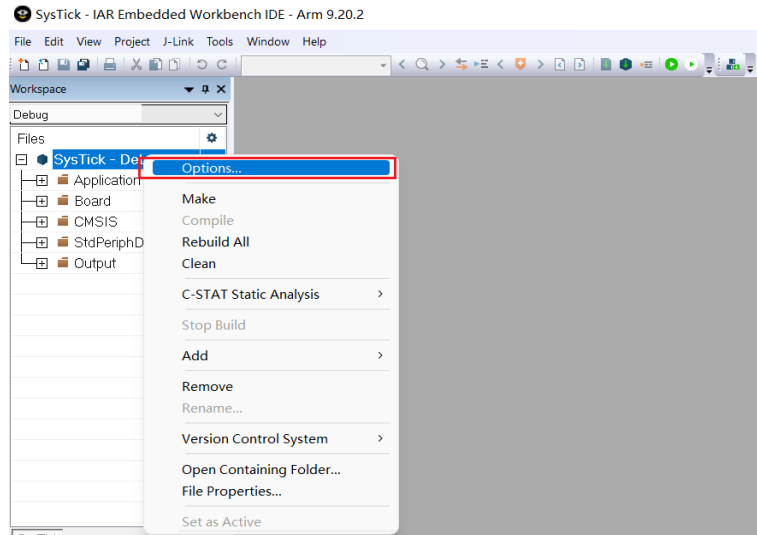 SysTick - IAR Embedded Workbench IDE - Arm 9.20.2
File Edit View Project J-Link Tools Window Help
Workspace
Debug
Files
SysTick - De
Application
Board
CMSIS
StdPeriphD
Output
Options...
Make
Compile
Rebuild All
Clean
C-STAT Static Analysis
Stop Build
Add
Remove
Rename...
Version Control System
Open Containing Folder...
File Properties...
Set as Active